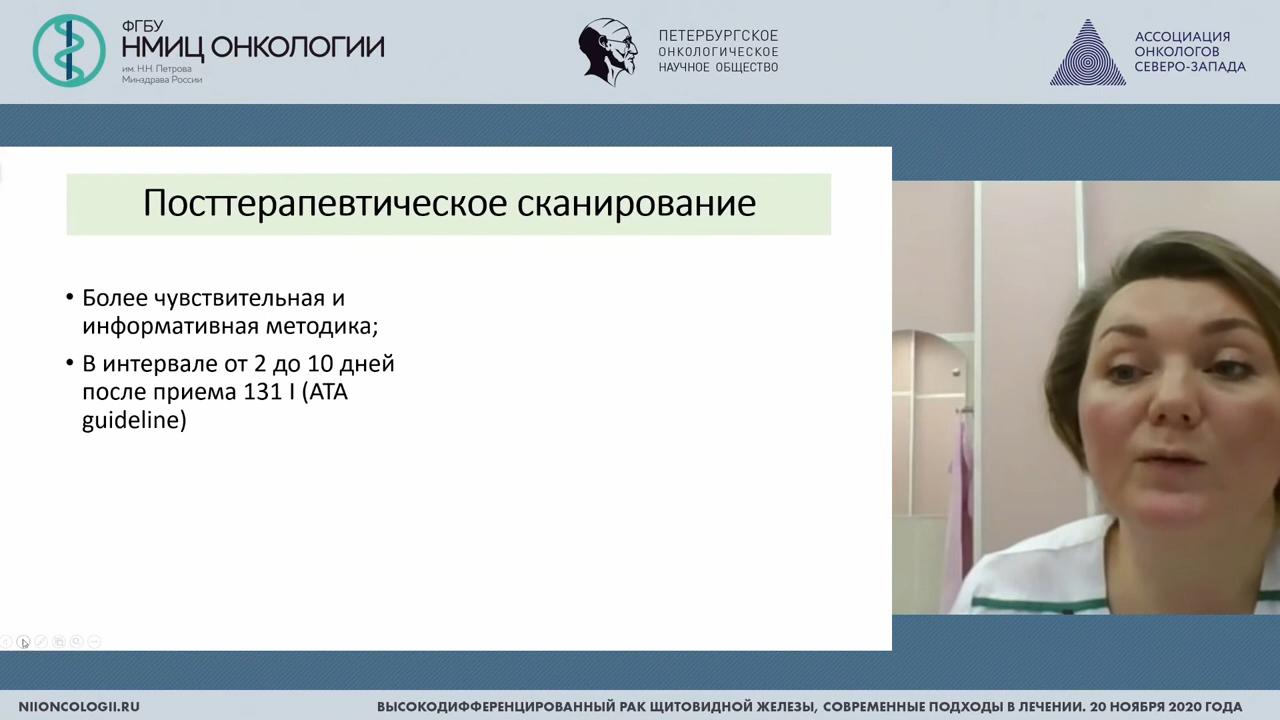 ФГБУ
НМИЦ ОНКОЛОГИИ
им. Н.Н. Петрова
Минздрава России
ПЕТЕРБУРГСКОЕ
ОНКОЛОГИЧЕСКОЕ
НАУЧНОЕ ОБЩЕСТВО
АССОЦИАЦИЯ
ОНКОЛОГОВ
СЕВЕРО-ЗАПАДА
Посттерапевтическое сканирование
• Более чувствительная и
информативная методика;
• В интервале от 2 до 10 дней
после приема 131 I (ATA
guideline)
NIIONCOLOGII.RU
ВЫСОКОДИФФЕРЕНЦИРОВАННЫЙ РАК ЩИТОВИДНОЙ ЖЕЛЕЗЫ, СОВРЕМЕННЫЕ ПОДХОДЫ В ЛЕЧЕНИИ. 20 НОЯБРЯ 2020 ГОДА